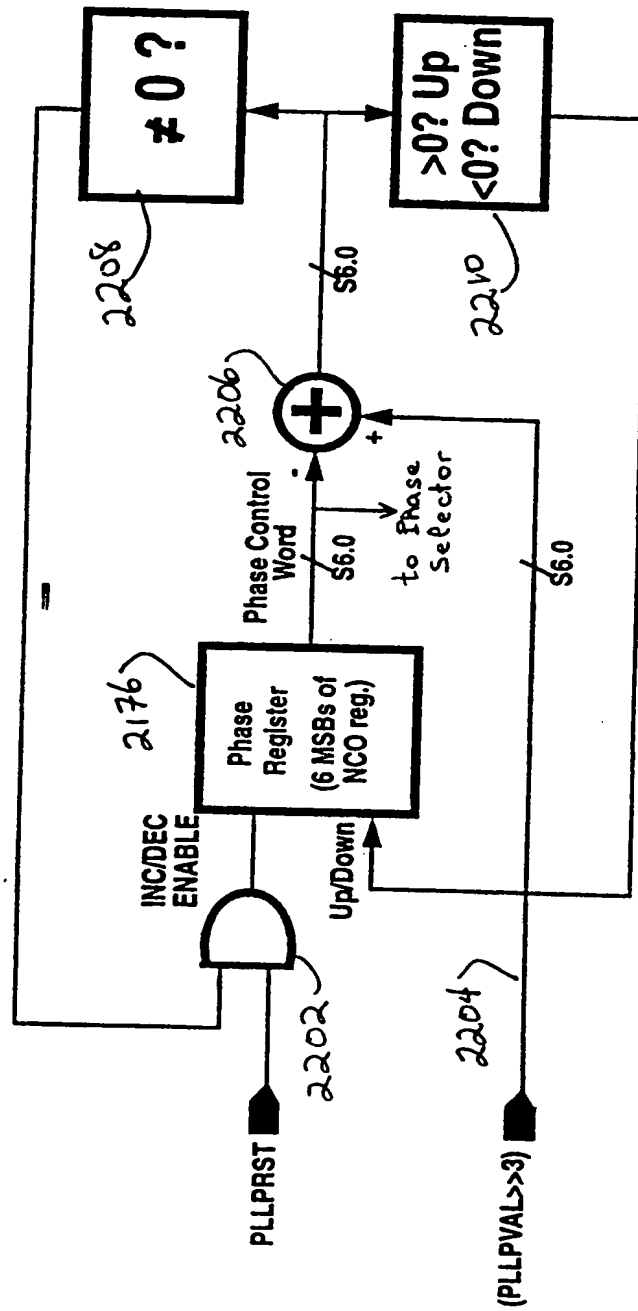 PLLPRST
(PLLPVAL>>3)
2202
2204
INC/DEC
ENABLE
Up/Down
2176
Phase
Register
(6 MSBs of
NCO reg.)
Phase Control
Word
S6.0
to Phase
Selector
-
+
+
2206
S6.0
S6.0
2208
≠ 0 ?
2210
>0? Up
<0? Down